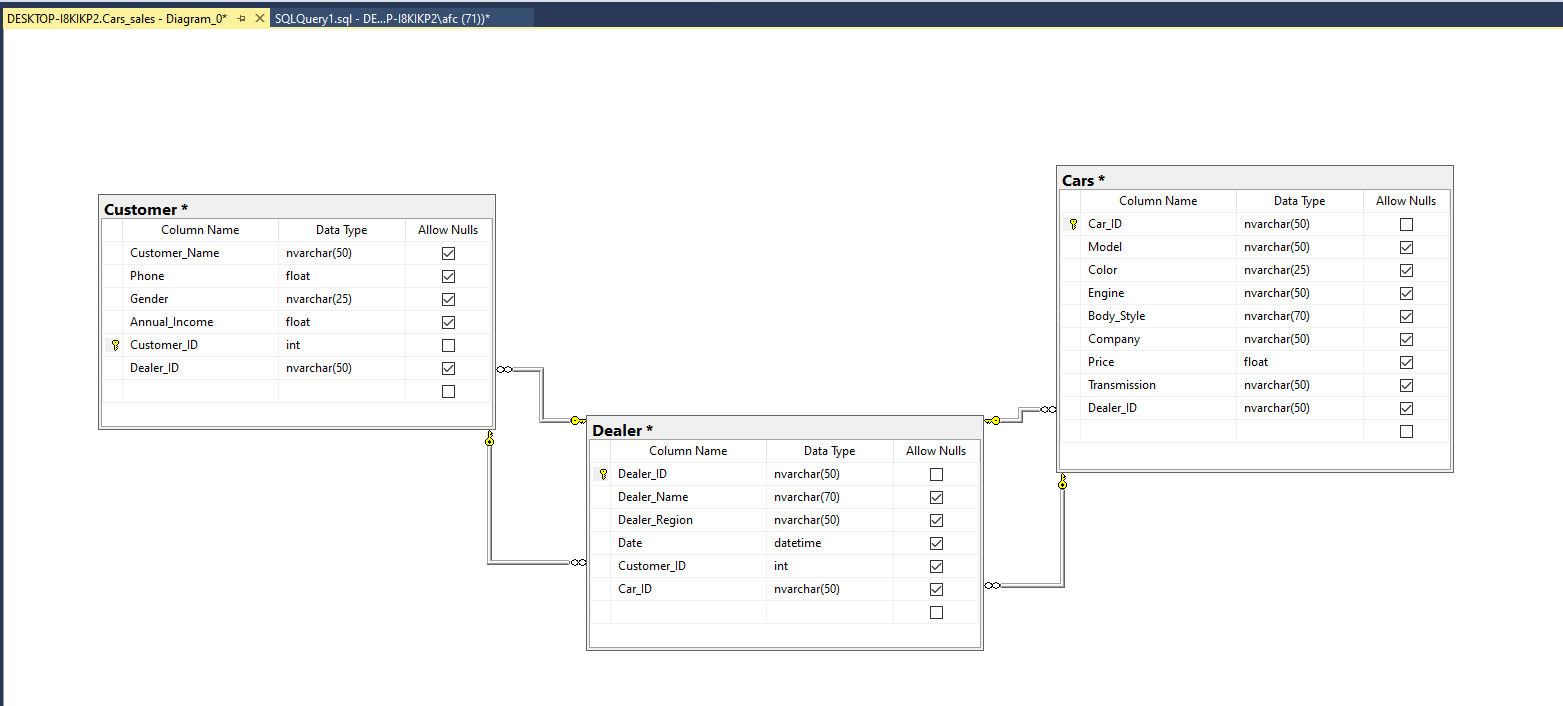 DESKTOP-I8KIKP2.Cars_sales - Diagram_0*
SQLQuery1.sql - DE...P-I8KIKP2\afc (71))*
Customer *
Column Name Data Type Allow Nulls
Customer_Name nvarchar(50)
Phone float
Gender nvarchar(25)
Annual_Income float
Customer_ID int
Dealer_ID nvarchar(50)
Dealer *
Column Name Data Type Allow Nulls
Dealer_ID nvarchar(50)
Dealer_Name nvarchar(70)
Dealer_Region nvarchar(50)
Date datetime
Customer_ID int
Car_ID nvarchar(50)
Cars *
Column Name Data Type Allow Nulls
Car_ID nvarchar(50)
Model nvarchar(50)
Color nvarchar(25)
Engine nvarchar(50)
Body_Style nvarchar(70)
Company nvarchar(50)
Price float
Transmission nvarchar(50)
Dealer_ID nvarchar(50)